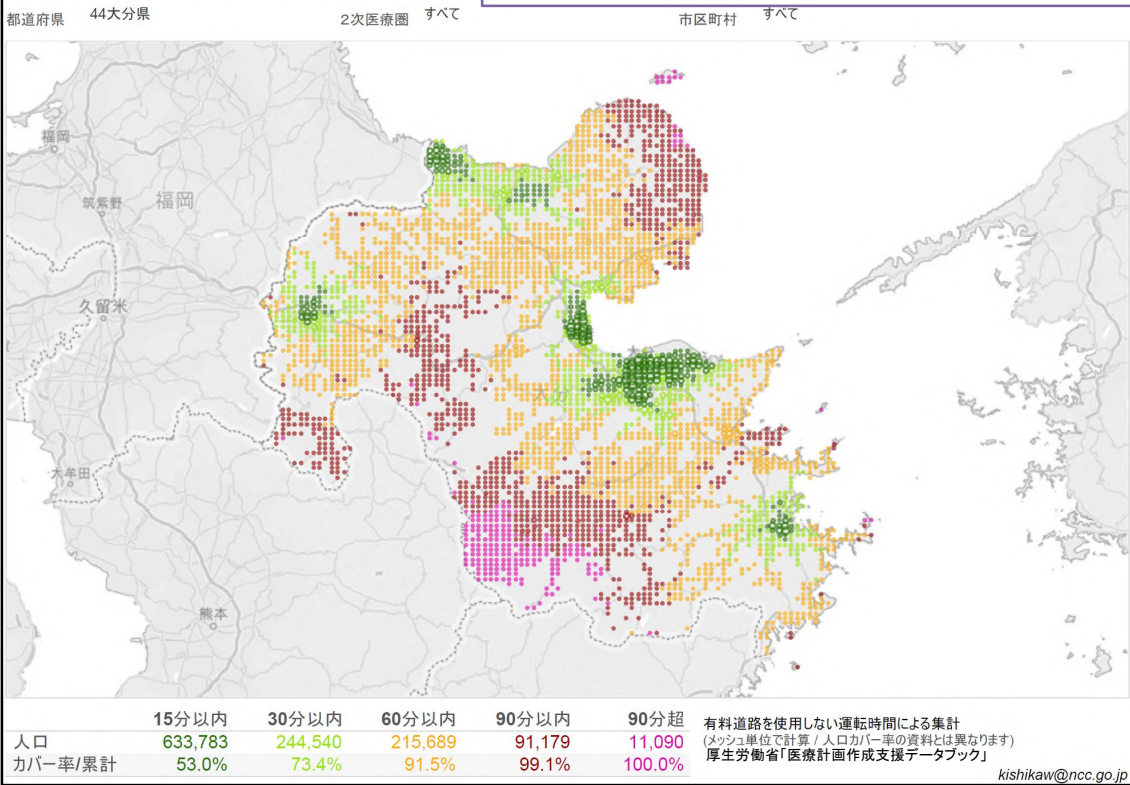 都道府県 44大分県 2次医療圏 すべて 市区町村 すべて
福岡
筑紫野
福岡
久留米
大牟田
熊本
15分以内 30分以内 60分以内 90分以内 90分超
人口 633,783 244,540 215,689 91,179 11,090
カバー率/累計 53.0% 73.4% 91.5% 99.1% 100.0%
有料道路を使用しない運転時間による集計
(メッシュ単位で計算 / 人口カバー率の資料とは異なります)
厚生労働省「医療計画作成支援データブック」
kishikaw@ncc.go.jp